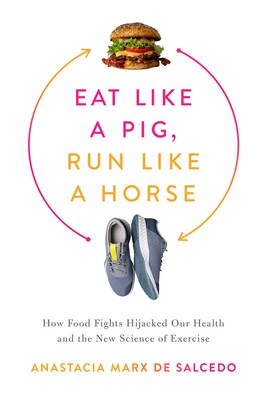 EAT LIKE
A PIG,
RUN LIKE
A HORSE
How Food Fights Hijacked Our Health
and the New Science of Exercise
ANASTACIA MARX DE SALCEDO